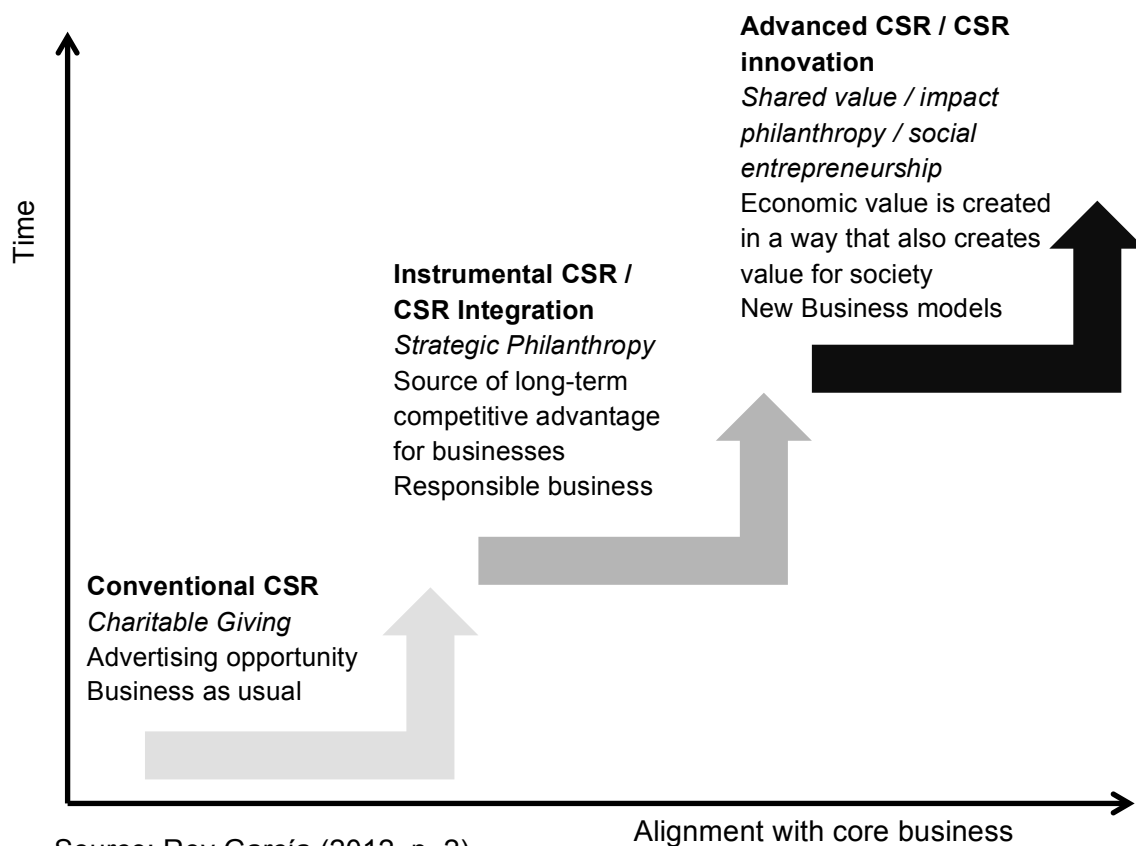 Advanced CSR / CSR
innovation
Shared value / impact
philanthropy / social
entrepreneurship
Economic value is created
in a way that also creates
value for society
New Business models
Time
Instrumental CSR /
CSR Integration
Strategic Philanthropy
Source of long-term
competitive advantage
for businesses
Responsible business
Conventional CSR
Charitable Giving
Advertising opportunity
Business as usual
Alignment with core business
Source: Rey García (2012, p. 3)